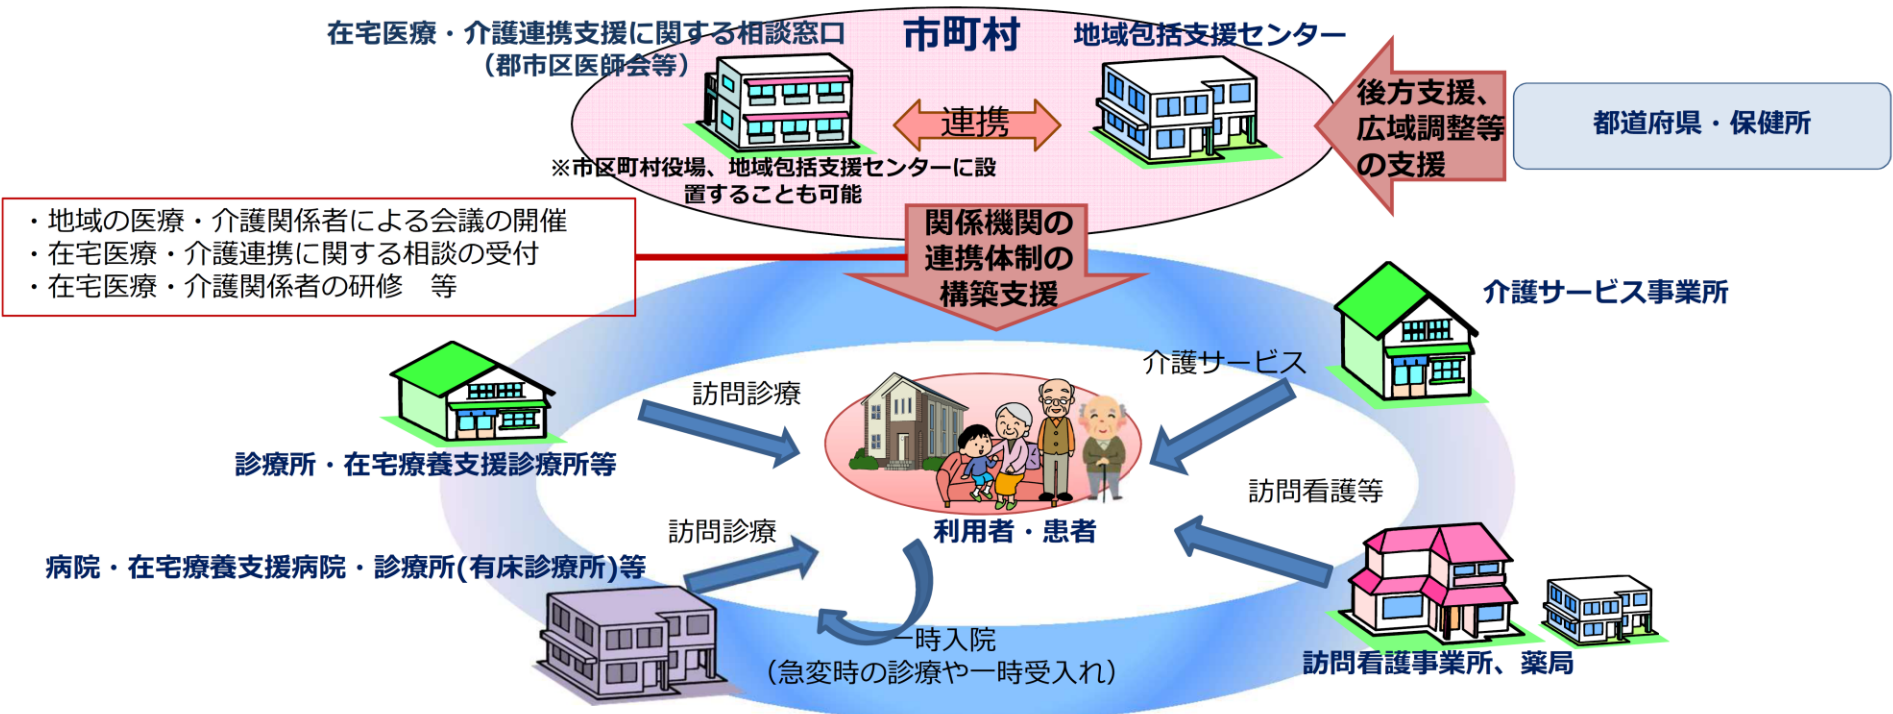 在宅医療・介護連携支援に関する相談窓口
（郡市区医師会等）
市町村
地域包括支援センター
連携
※市区町村役場、地域包括支援センターに設
置することも可能
後方支援、
広域調整等
の支援
都道府県・保健所
・地域の医療・介護関係者による会議の開催
・在宅医療・介護連携に関する相談の受付
・在宅医療・介護関係者の研修　等
関係機関の
連携体制の
構築支援
介護サービス事業所
介護サービス
訪問診療
診療所・在宅療養支援診療所等
利用者・患者
訪問看護等
訪問診療
病院・在宅療養支援病院・診療所(有床診療所)等
一時入院
（急変時の診療や一時受入れ）
訪問看護事業所、薬局